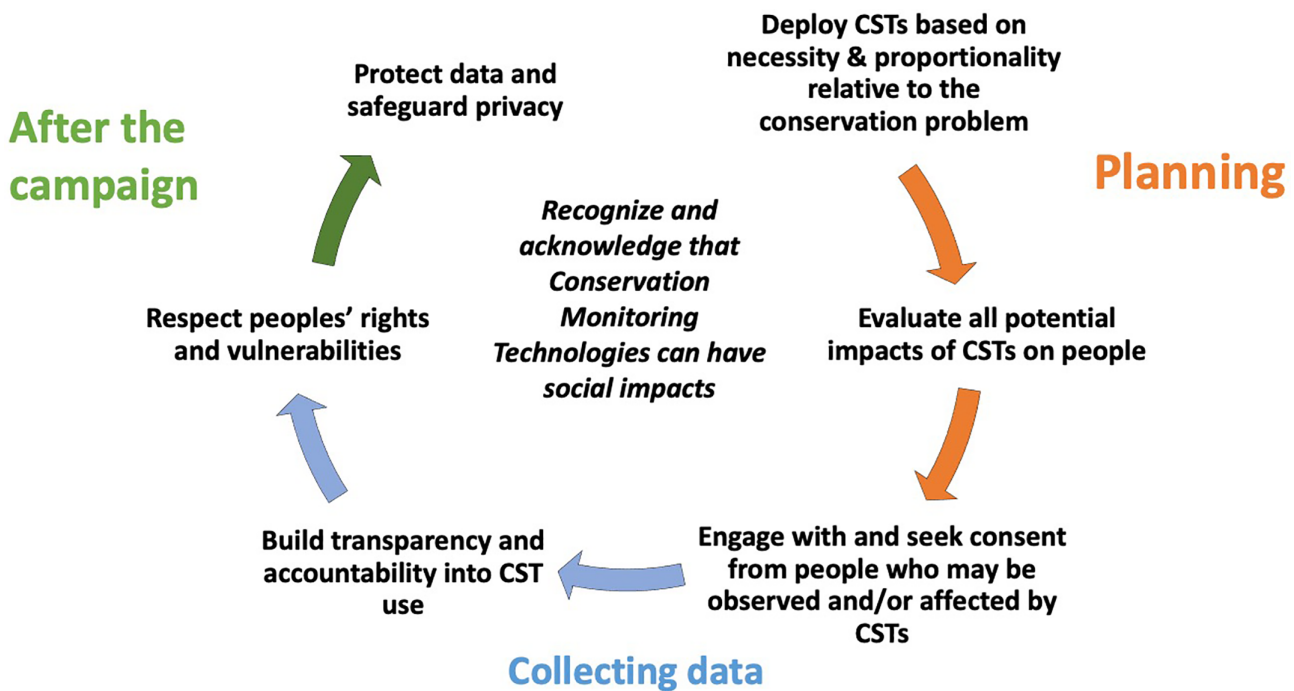 Deploy CSTs based on
necessity & proportionality
relative to the
conservation problem
Planning
Evaluate all potential
impacts of CSTs on people
Engage with and seek consent
from people who may be
observed and/or affected by
CSTs
Collecting data
Build transparency and
accountability into CST
use
Respect peoples’ rights
and vulnerabilities
After the
campaign
Protect data and
safeguard privacy
Recognize and
acknowledge that
Conservation
Monitoring
Technologies can have
social impacts